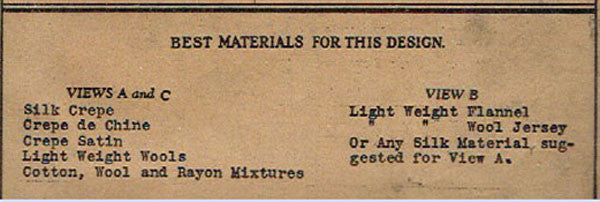 BEST MATERIALS FOR THIS DESIGN.
VIEWS A and C
Silk Crepe
Crepe de Chine
Crepe Satin
Light Weight Wools
Cotton, Wool and Rayon Mixtures
VIEW B
Light Weight Flannel
" " Wool Jersey
Or Any Silk Material sug-
gested for View A.